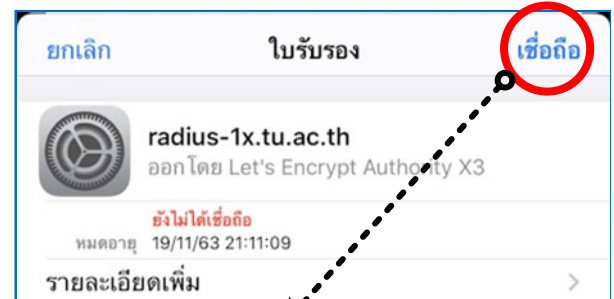 ยกเลิก ใบรับรอง เชื่อถือ
radius-1x.tu.ac.th
ออกโดย Let's Encrypt Authority X3
ยังไม่ได้เชื่อถือ
หมดอายุ 19/11/63 21:11:09
รายละเอียดเพิ่ม